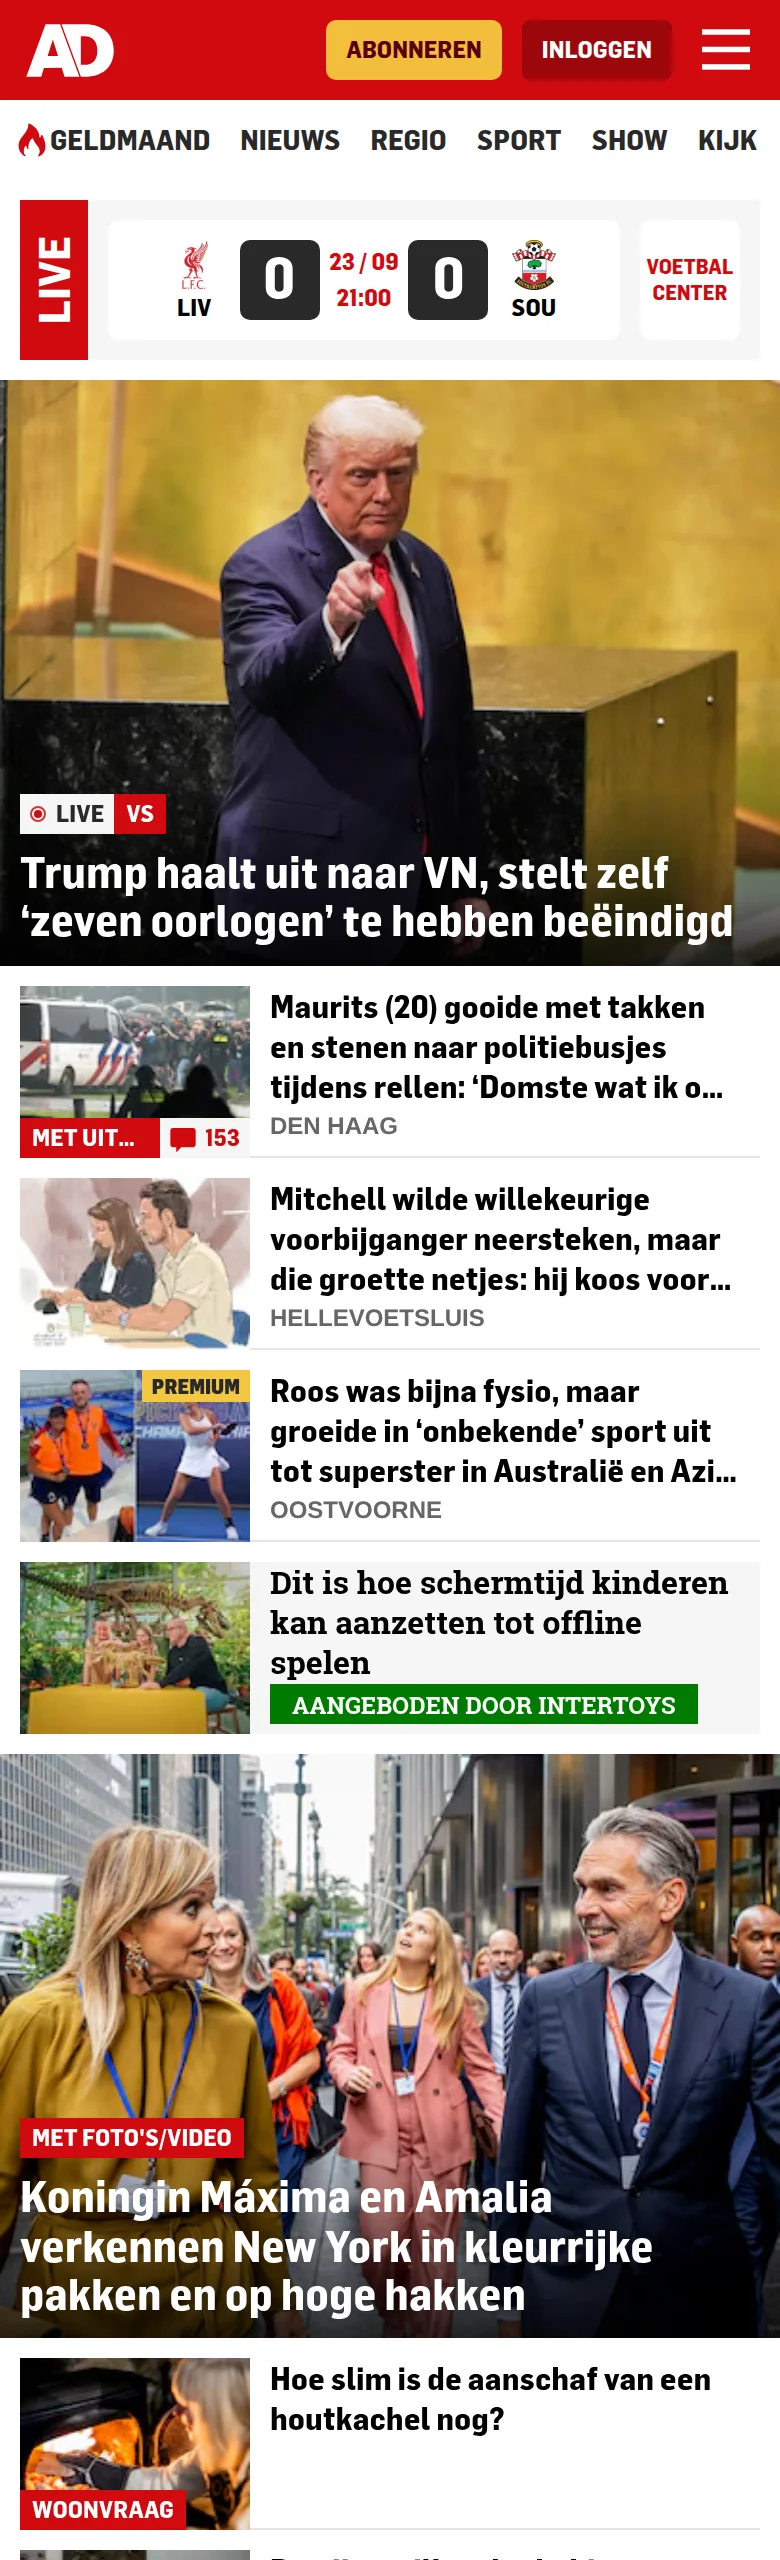 AD
ABONNEREN
INLOGGEN
GELDMAAND NIEUWS REGIO SPORT SHOW KIJK
LIVE
L.F.C.
LIV
0
23 / 09
21:00
0
SOU
VOETBAL
CENTER
LIVE VS
Trump haalt uit naar VN, stelt zelf
‘zeven oorlogen’ te hebben beëindigd
Maurits (20) gooide met takken
en stenen naar politiebusjes
tijdens rellen: ‘Domste wat ik o...
DEN HAAG
MET UIT... 153
Mitchell wilde willekeurige
voorbijganger neersteken, maar
die groette netjes: hij koos voor...
HELLEVOETSLUIS
PREMIUM
Roos was bijna fysio, maar
groeide in ‘onbekende’ sport uit
tot superster in Australië en Azi...
OOSTVOORNE
Dit is hoe schermtijd kinderen
kan aanzetten tot offline
spelen
AANGEBODEN DOOR INTERTOYS
MET FOTO'S/VIDEO
Koningin Máxima en Amalia
verkennen New York in kleurrijke
pakken en op hoge hakken
Hoe slim is de aanschaf van een
houtkachel nog?
WOONVRAAG